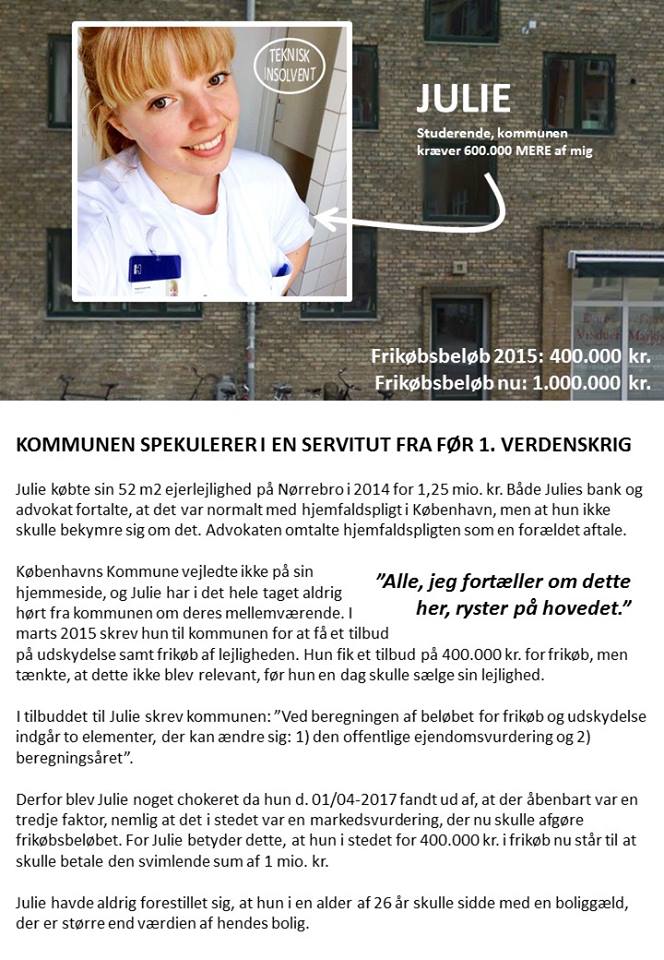 TEKNISK
INSOLVENT
JULIE
Studerende, kommunen
kræver 600.000 MERE af mig
Frikøbsbeløb 2015: 400.000 kr.
Frikøbsbeløb nu: 1.000.000 kr.
KOMMUNEN SPEKULERER I EN SERVITUT FRA FØR 1. VERDENSKRIG
Julie købte sin 52 m2 ejerlejlighed på Nørrebro i 2014 for 1,25 mio. kr. Både Julies bank og
advokat fortalte, at det var normalt med hjemfaldspligt i København, men at hun ikke
skulle bekymre sig om det. Advokaten omtalte hjemfaldspligten som en forældet aftale.
Københavns Kommune vejledte ikke på sin
hjemmeside, og Julie har i det hele taget aldrig
hørt fra kommunen om deres mellemværende. I
marts 2015 skrev hun til kommunen for at få et tilbud
på udskydelse samt frikøb af lejligheden. Hun fik et tilbud på 400.000 kr. for frikøb, men
tænkte, at dette ikke blev relevant, før hun en dag skulle sælge sin lejlighed.
”Alle, jeg fortæller om dette
her, ryster på hovedet.”
I tilbuddet til Julie skrev kommunen: ”Ved beregningen af beløbet for frikøb og udskydelse
indgår to elementer, der kan ændre sig: 1) den offentlige ejendomsvurdering og 2)
beregningsåret”.
Derfor blev Julie noget chokeret da hun d. 01/04-2017 fandt ud af, at der åbenbart var en
tredje faktor, nemlig at det i stedet var en markedsvurdering, der nu skulle afgøre
frikøbsbeløbet. For Julie betyder dette, at hun i stedet for 400.000 kr. i frikøb nu står til at
skulle betale den svimlende sum af 1 mio. kr.
Julie havde aldrig forestillet sig, at hun i en alder af 26 år skulle sidde med en boliggæld,
der er større end værdien af hendes bolig.